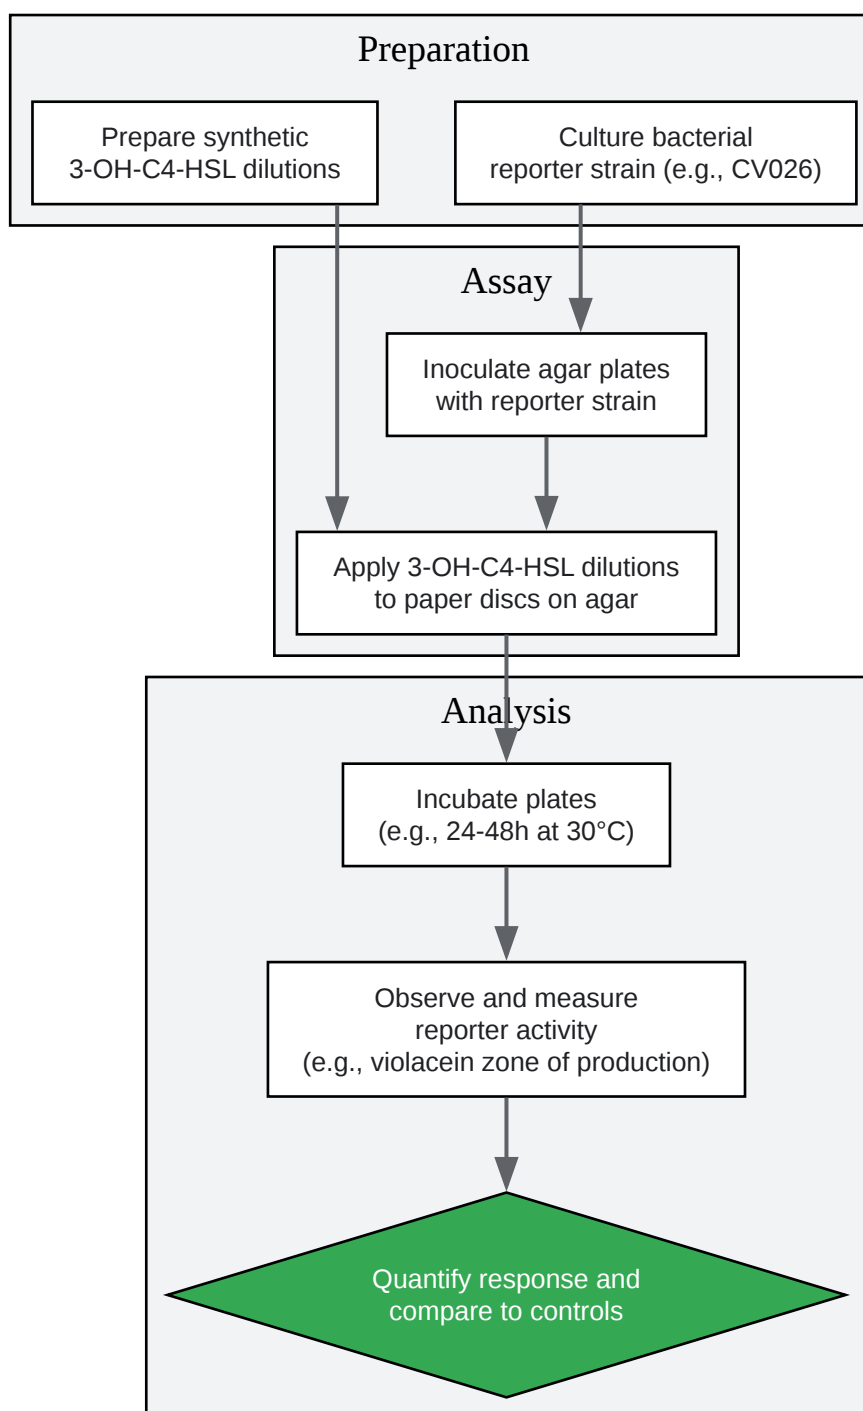 Preparation
Prepare synthetic
3-OH-C4-HSL dilutions
Culture bacterial
reporter strain (e.g., CV026)
Assay
Inoculate agar plates
with reporter strain
Apply 3-OH-C4-HSL dilutions
to paper discs on agar
Analysis
Incubate plates
(e.g., 24-48h at 30°C)
Observe and measure
reporter activity
(e.g., violacein zone of production)
Quantify response and
compare to controls